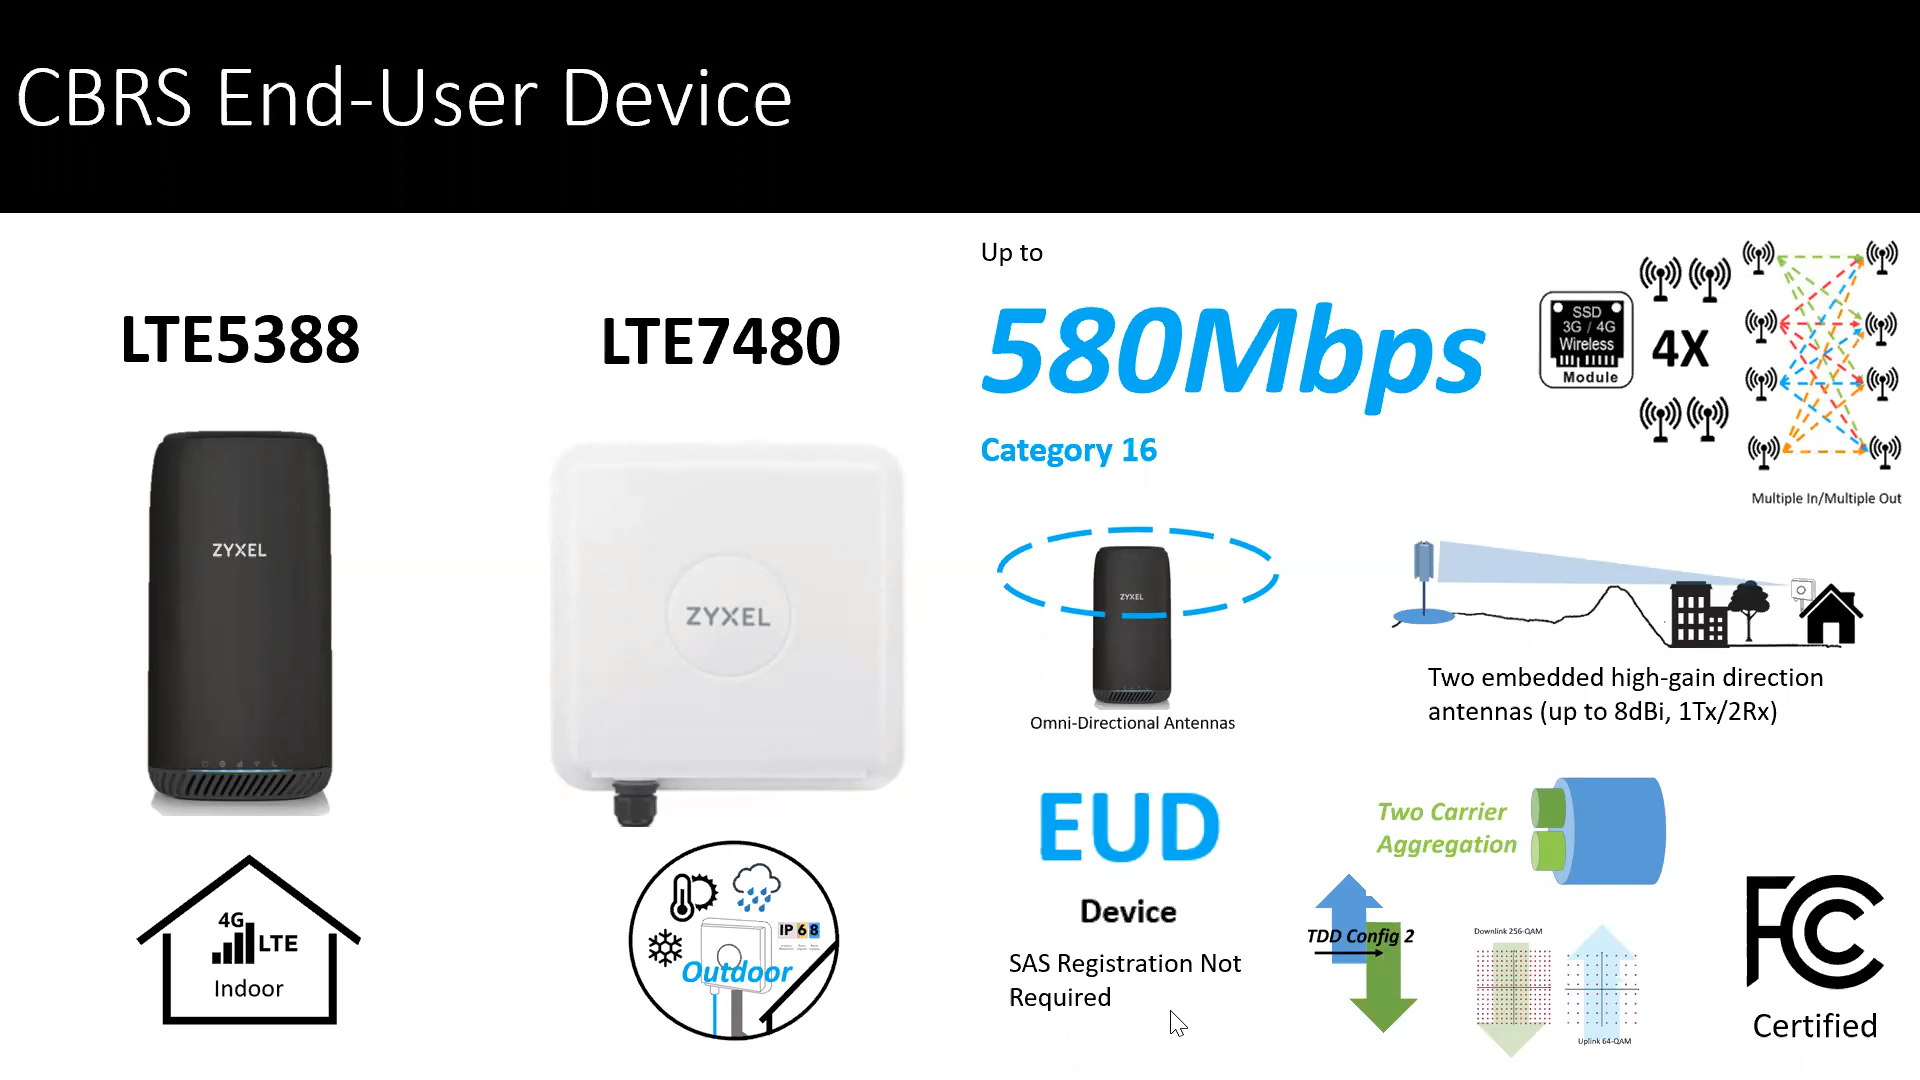 CBRS End-User Device
LTE5388
LTE7480
ZYXEL
ZYXEL
4G
LTE
Indoor
IP 6 8
Outdoor
Up to
580Mbps
Category 16
SSD
3G / 4G
Wireless
Module
4X
Multiple In/Multiple Out
ZYXEL
Omni-Directional Antennas
Two embedded high-gain direction
antennas (up to 8dBi, 1Tx/2Rx)
EUD
Device
SAS Registration Not
Required
Two Carrier
Aggregation
TDD Config 2
Downlink 256-QAM
Uplink 64-QAM
FC
Certified